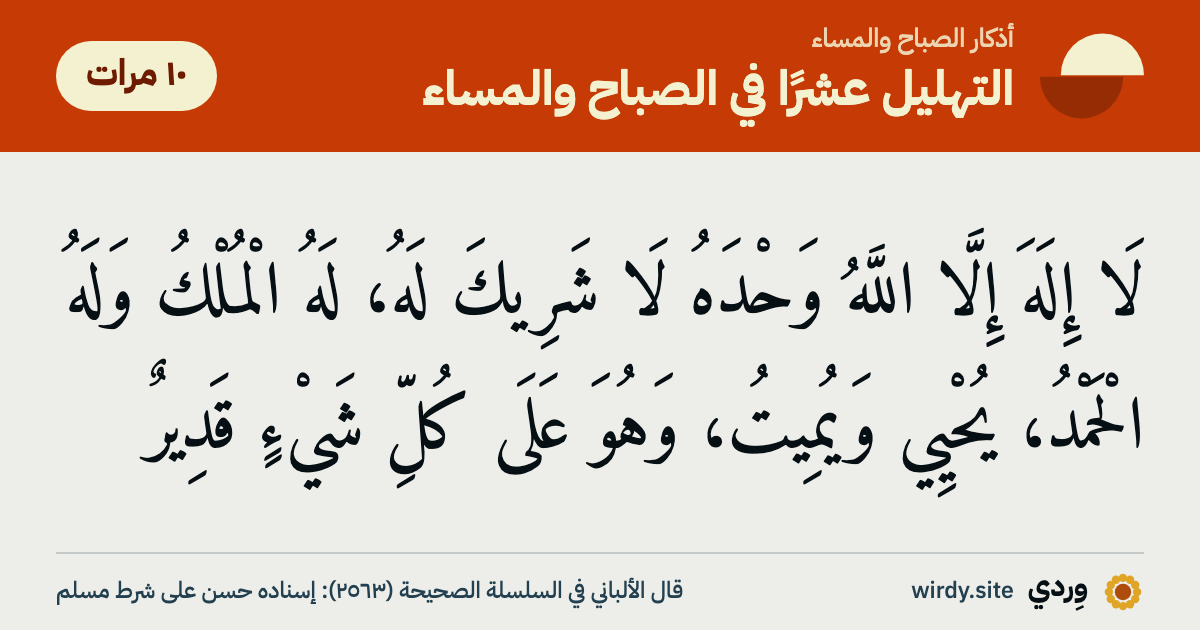 أذكار الصباح والمساء
التهليل عشرًا في الصباح والمساء
١٠ مرات
لَا إِلَهَ إِلَّا اللَّهُ وَحْدَهُ لَا شَرِيكَ لَهُ، لَهُ الْمُلْكُ وَلَهُ
الْحَمْدُ، يُحْيِي وَيُمِيتُ، وَهُوَ عَلَى كُلِّ شَيْءٍ قَدِيرٌ
وِردي wirdy.site
قال الألباني في السلسلة الصحيحة (٢٥٦٣): إسناده حسن على شرط مسلم